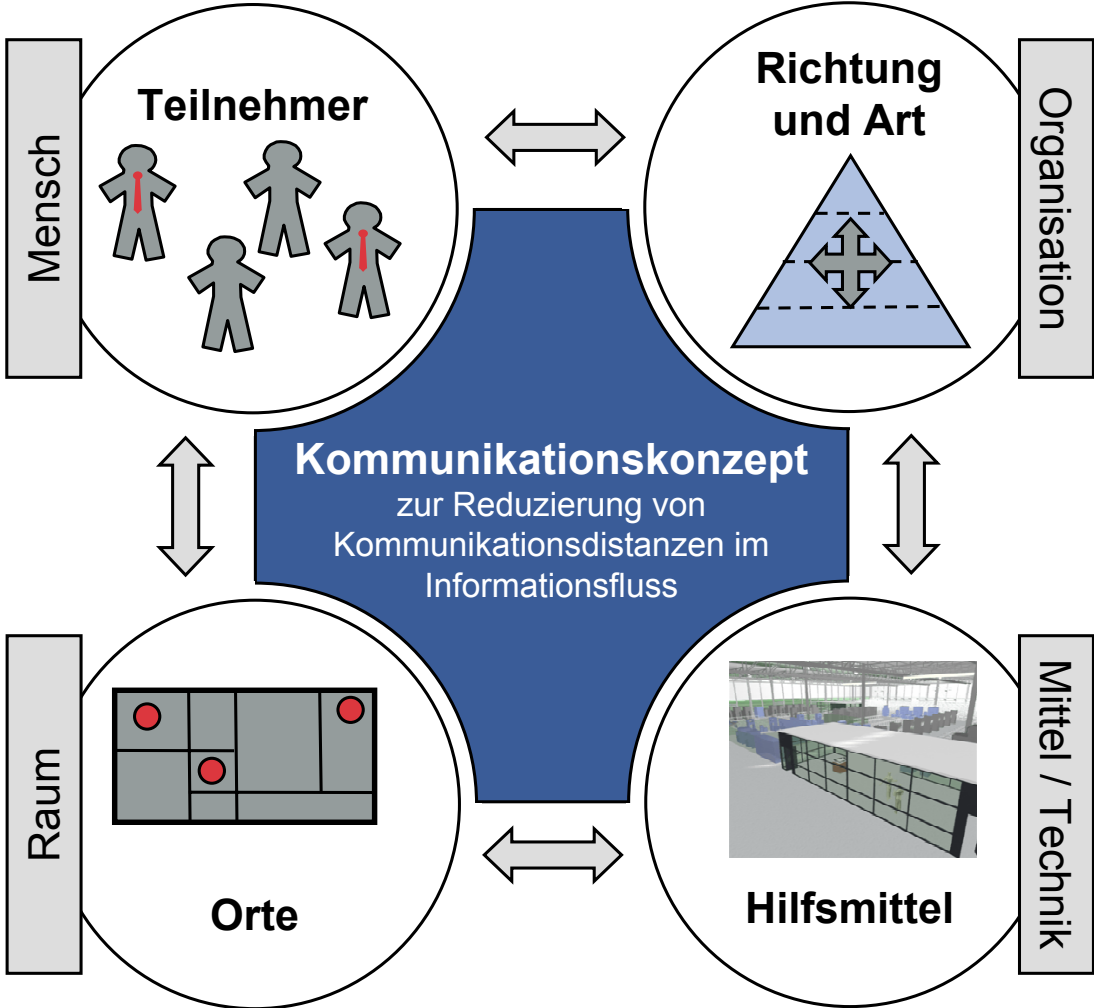 Mensch
Teilnehmer
Richtung
und Art
Organisation
Kommunikationskonzept
zur Reduzierung von
Kommunikationsdistanzen im
Informationsfluss
Raum
Orte
Hilfsmittel
Mittel / Technik